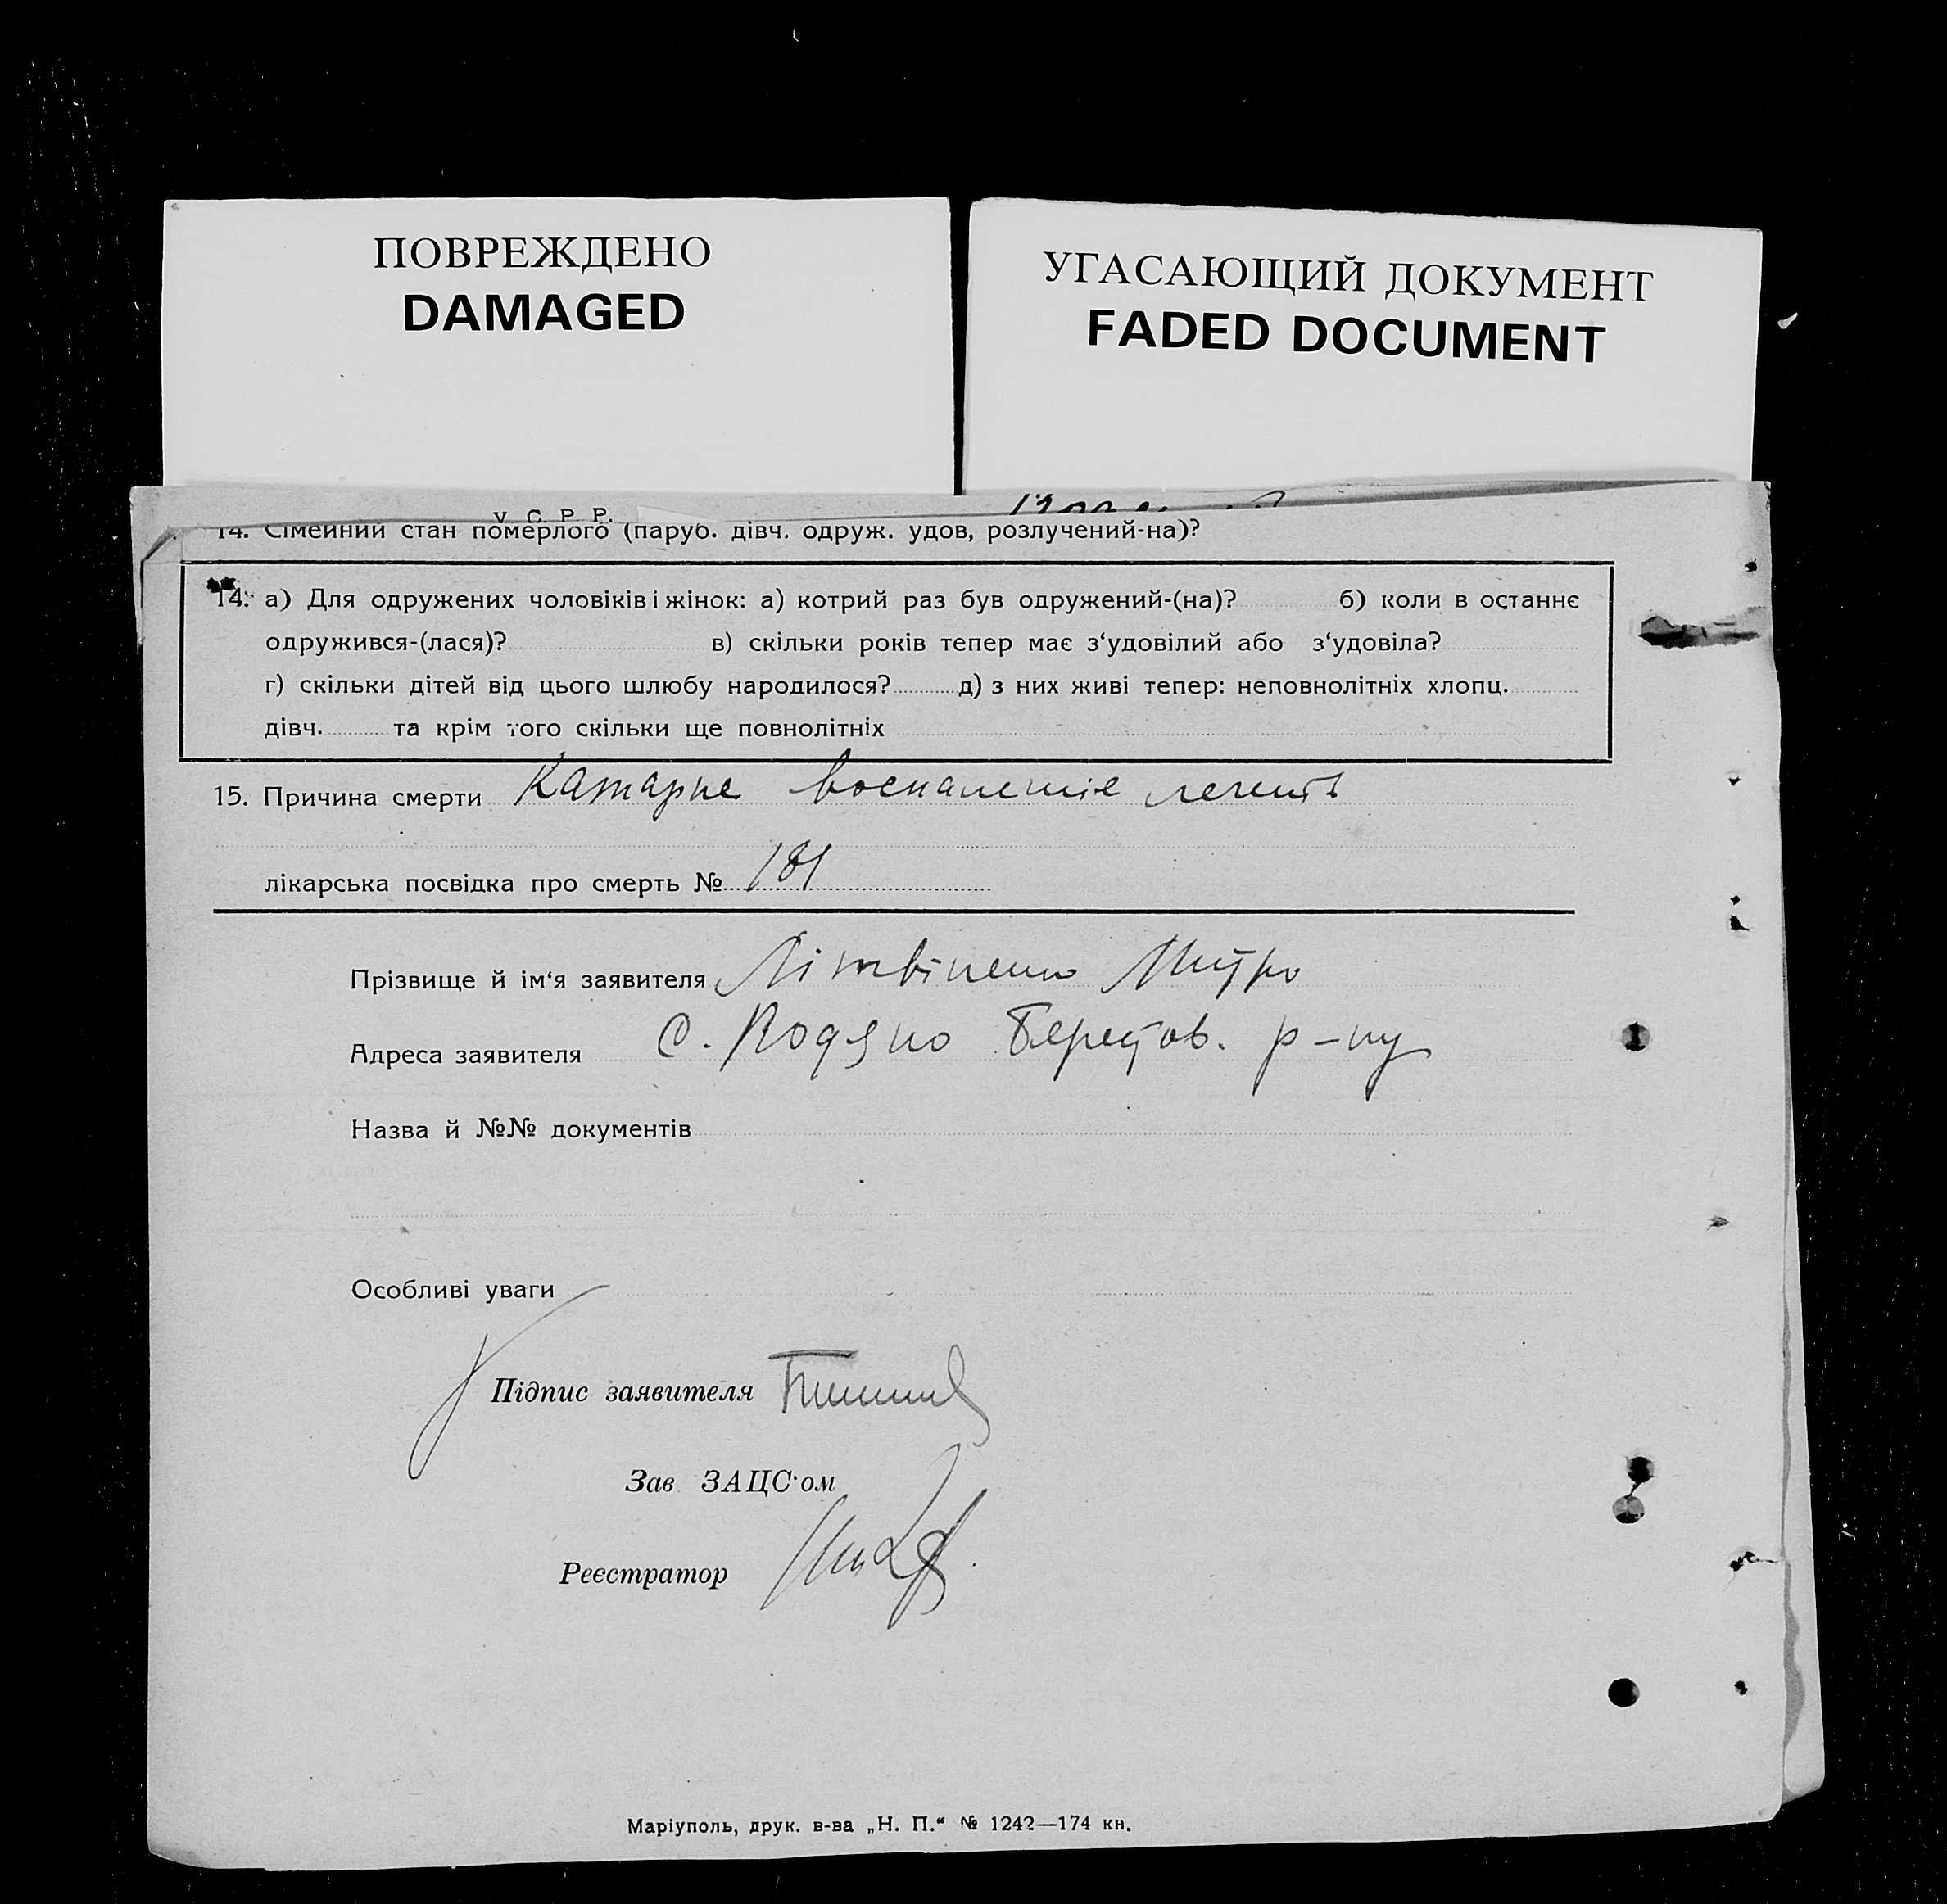 ПОВРЕЖДЕНО
DAMAGED
УГАСАЮЩИЙ ДОКУМЕНТ
FADED DOCUMENT
У. С. Р. Р.
14. Сімейний стан померлого (паруб. дівч. одруж. удов, розлучений-на)?
14. а) Для одружених чоловіків і жінок: а) котрий раз був одружений-(на)? б) коли в останнє
одружився-(лася)? в) скільки років тепер має з‘удовілий або з‘удовіла?
г) скільки дітей від цього шлюбу народилося? д) з них живі тепер: неповнолітніх хлопц.
дівч. та крім того скільки ще повнолітніх
15. Причина смерти Катарне воспаление легень
лікарська посвідка про смерть № 181
Прізвище й ім‘я заявителя Літвіненко Митро
Адреса заявителя с. Водяно Берестов. р-ну
Назва й №№ документів
Особливі уваги
Підпис заявителя
Зав ЗАЦС·ом
Реєстратор
Маріуполь, друк. в-ва „Н. П.“ № 1242—174 кн.